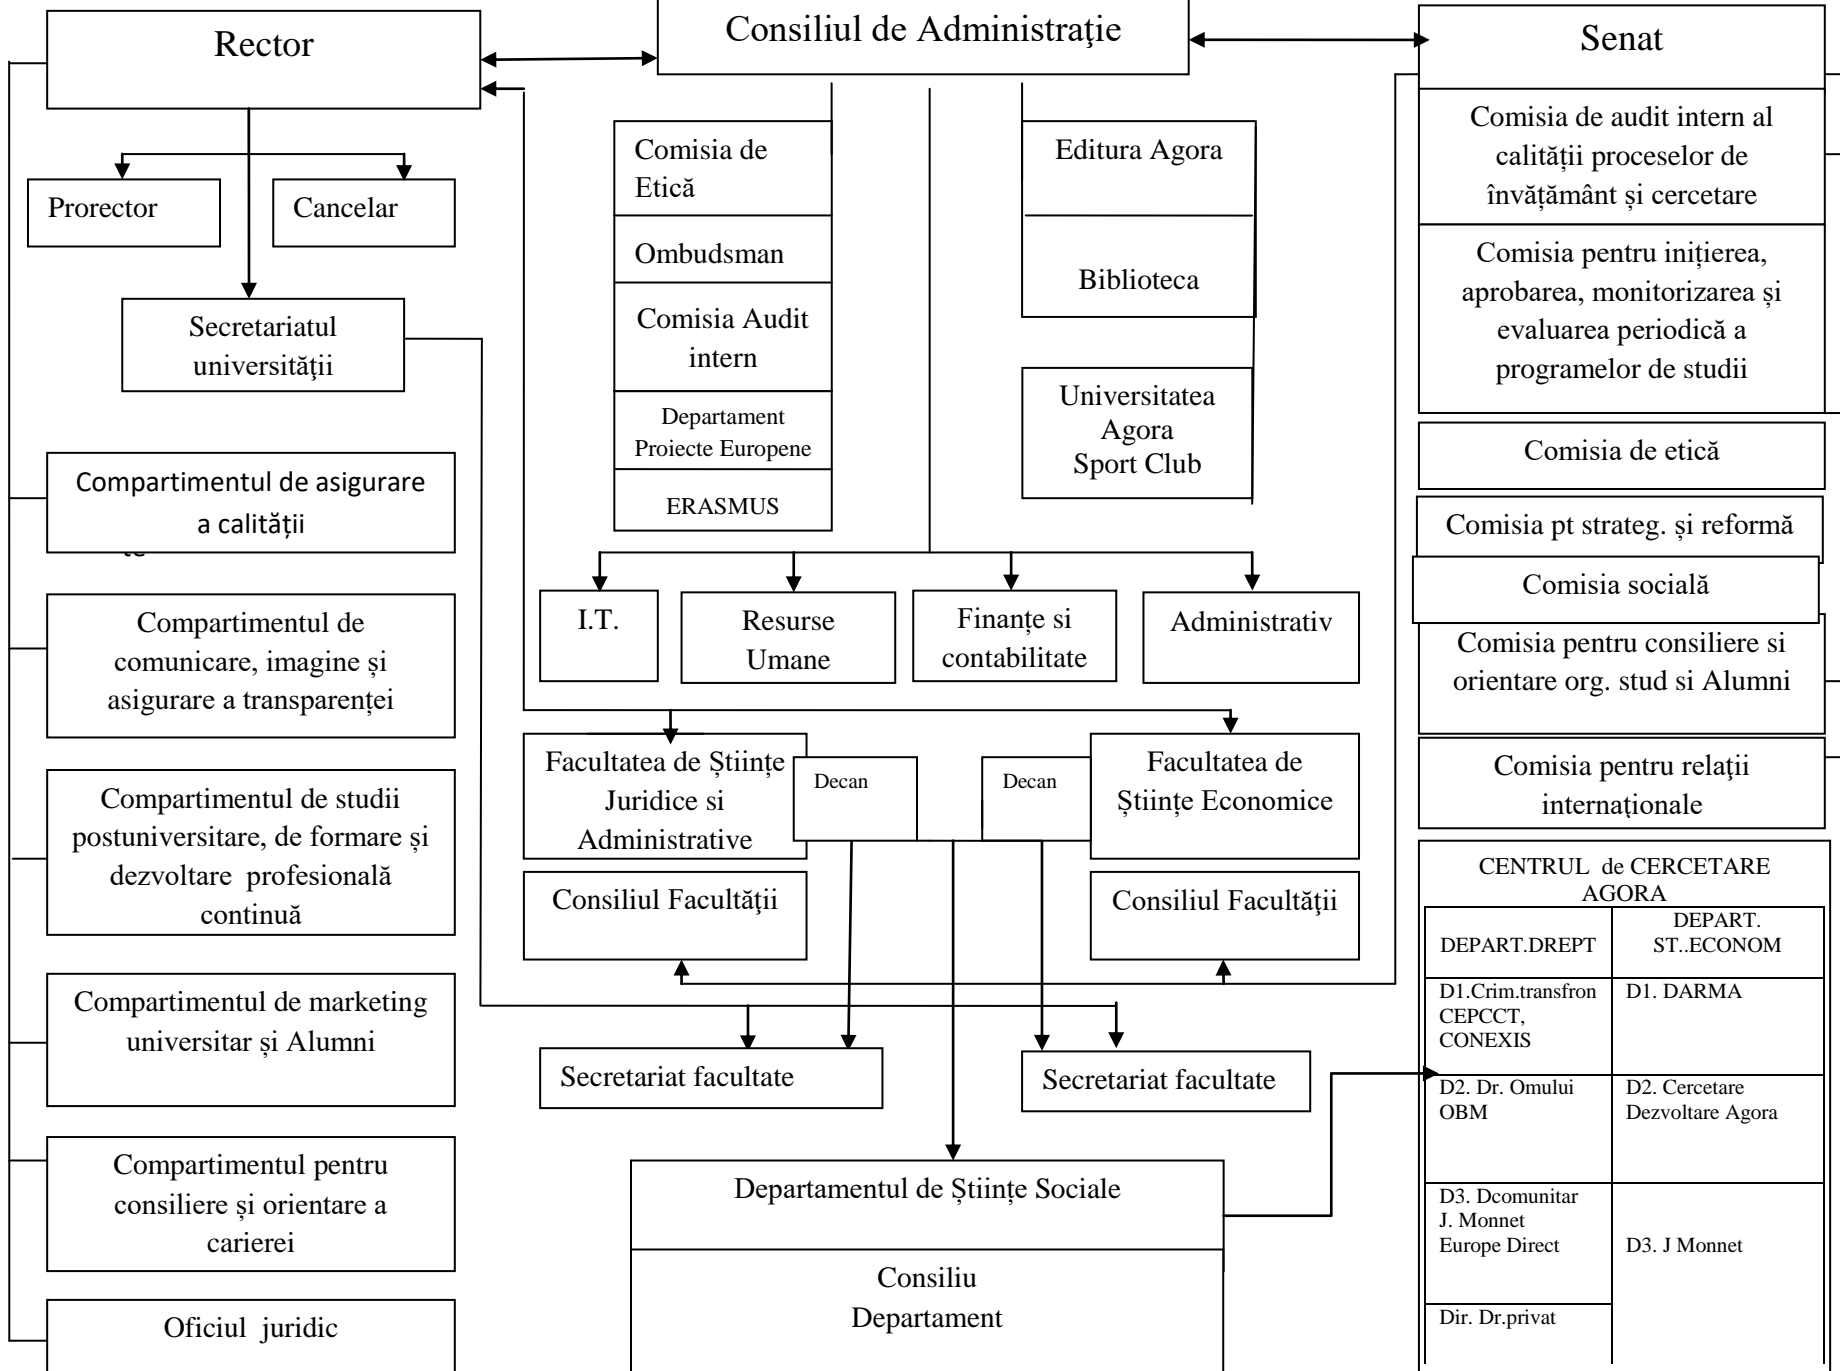 Rector
Consiliul de Administraţie
Senat
Prorector
Cancelar
Secretariatul
universităţii
Compartimentul de asigurare
a calității
Compartimentul de
comunicare, imagine și
asigurare a transparenței
Compartimentul de studii
postuniversitare, de formare și
dezvoltare profesională
continuă
Compartimentul de marketing
universitar și Alumni
Compartimentul pentru
consiliere și orientare a
carierei
Oficiul juridic
Comisia de
Etică
Ombudsman
Comisia Audit
intern
Departament
Proiecte Europene
ERASMUS
Editura Agora
Biblioteca
Universitatea
Agora
Sport Club
I.T.
Resurse
Umane
Finanțe si
contabilitate
Administrativ
Facultatea de Științe
Juridice si
Administrative
Decan
Decan
Facultatea de
Științe Economice
Consiliul Facultăţii
Consiliul Facultăţii
Secretariat facultate
Secretariat facultate
Departamentul de Științe Sociale
Consiliu
Departament
Comisia de audit intern al
calității proceselor de
învățământ și cercetare
Comisia pentru inițierea,
aprobarea, monitorizarea și
evaluarea periodică a
programelor de studii
Comisia de etică
Comisia pt strateg. și reformă
Comisia socială
Comisia pentru consiliere si
orientare org. stud si Alumni
Comisia pentru relaţii
internaţionale
CENTRUL de CERCETARE
AGORA
DEPART.DREPT
DEPART.
ST..ECONOM
D1.Crim.transfron
CEPCCT,
CONEXIS
D1. DARMA
D2. Dr. Omului
OBM
D2. Cercetare
Dezvoltare Agora
D3. Dcomunitar
J. Monnet
Europe Direct
D3. J Monnet
Dir. Dr.privat